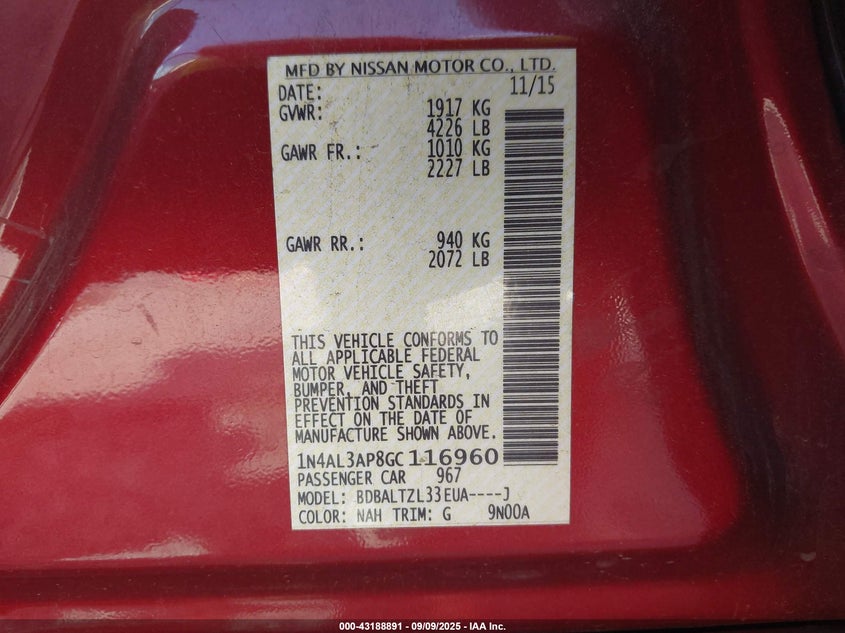 MFD BY NISSAN MOTOR CO., LTD.
DATE: 11/15
GVWR: 1917 KG
4226 LB
GAWR FR.: 1010 KG
2227 LB
GAWR RR.: 940 KG
2072 LB
THIS VEHICLE CONFORMS TO
ALL APPLICABLE FEDERAL
MOTOR VEHICLE SAFETY,
BUMPER, AND THEFT
PREVENTION STANDARDS IN
EFFECT ON THE DATE OF
MANUFACTURE SHOWN ABOVE.
1N4AL3AP8GC116960
PASSENGER CAR 967
MODEL: BDBALTZL33EUA----J
COLOR: NAH TRIM: G 9N00A
000-43188891 - 09/09/2025 - IAA Inc.